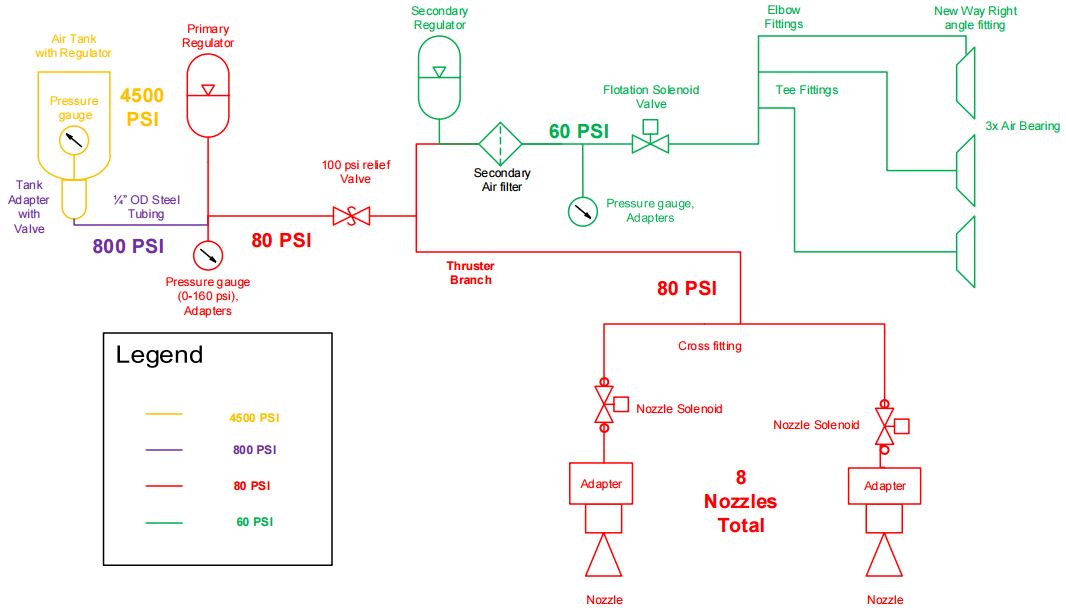 Air Tank
with Regulator
Pressure
gauge
4500
PSI
Tank
Adapter
with
Valve
¼” OD Steel
Tubing
800 PSI
Primary
Regulator
80 PSI
Pressure gauge
(0-160 psi),
Adapters
100 psi relief
Valve
Secondary
Regulator
Secondary
Air filter
60 PSI
Pressure gauge,
Adapters
Flotation Solenoid
Valve
Elbow
Fittings
Tee Fittings
New Way Right
angle fitting
3x Air Bearing
Thruster
Branch
80 PSI
Cross fitting
Nozzle Solenoid
Adapter
Nozzle
8
Nozzles
Total
Nozzle Solenoid
Adapter
Nozzle
Legend
4500 PSI
800 PSI
80 PSI
60 PSI